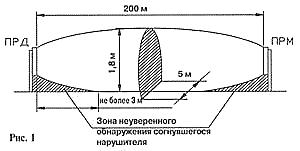 200 м
ПРД
ПРМ
1,8 м
5 м
не более 3 м
Зона неуверенного
обнаружения согнувшегося
нарушителя
Рис. 1